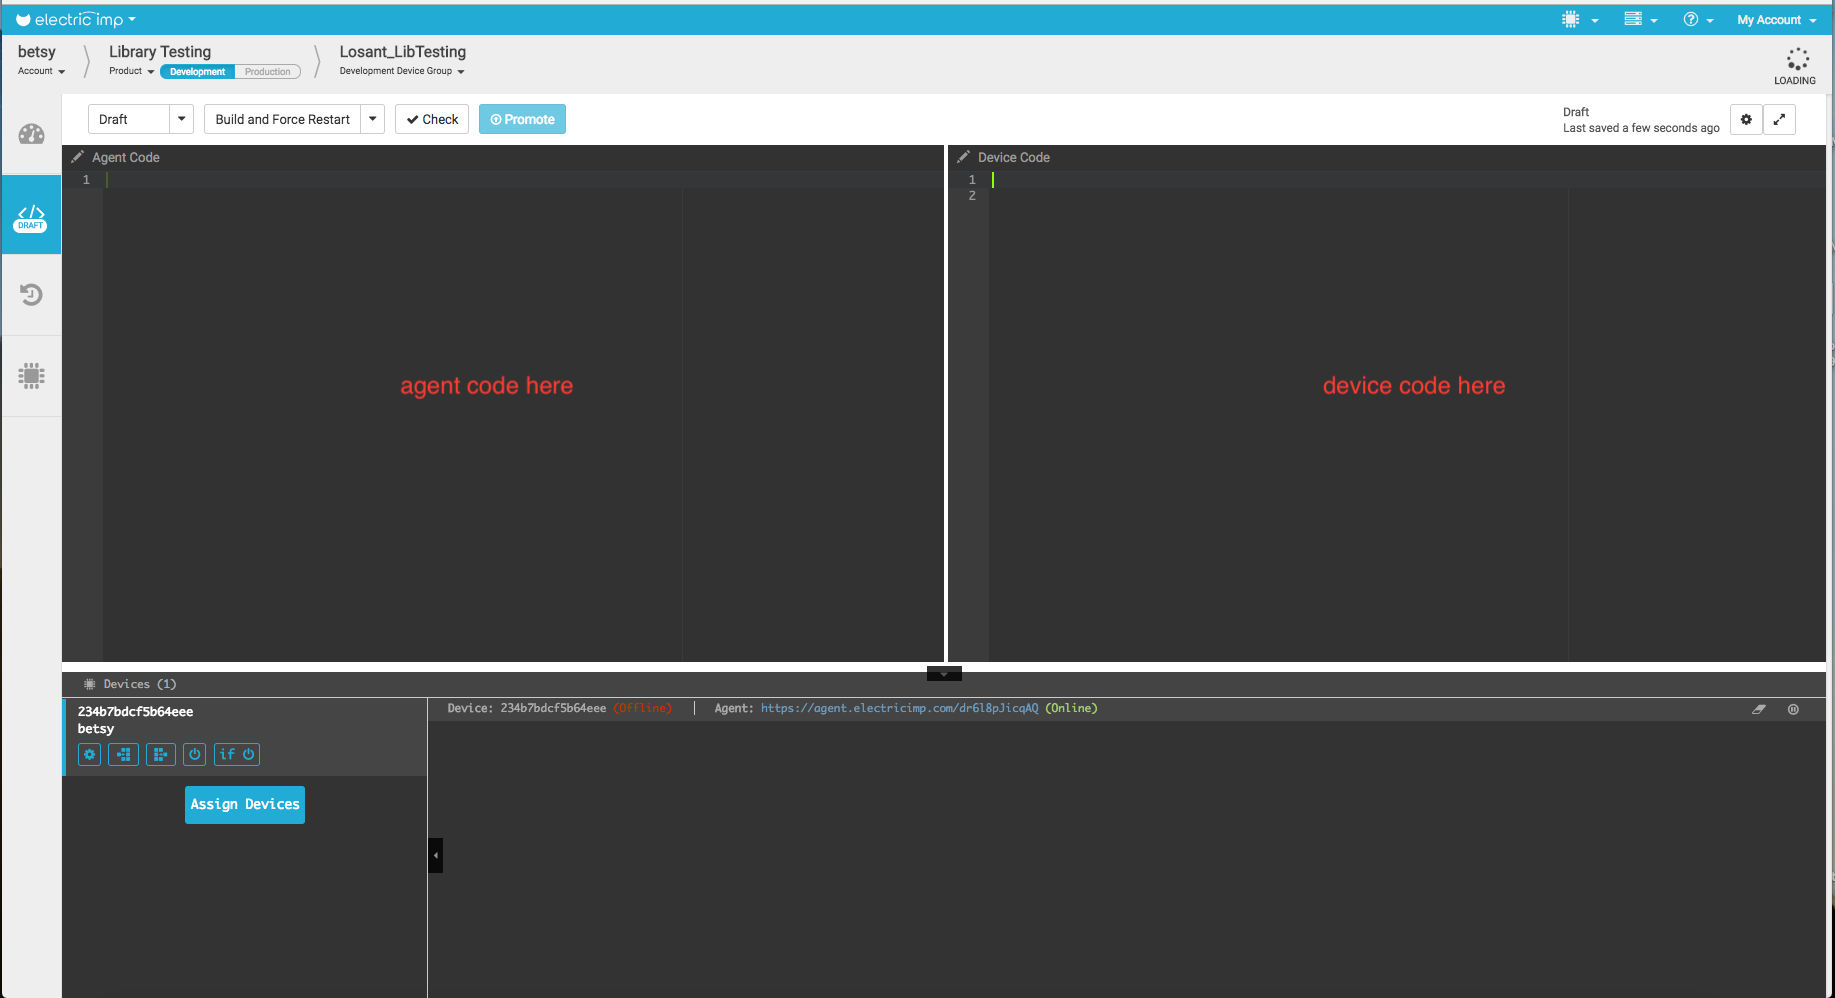 electric imp
My Account
betsy
Library Testing
Losant_LibTesting
Account
Product
Development
Production
Development Device Group
LOADING
Draft
Build and Force Restart
Check
Promote
Draft
Last saved a few seconds ago
Agent Code
Device Code
1
1
2
DRAFT
agent code here
device code here
Devices (1)
234b7bdcf5b64eee
betsy
Device: 234b7bdcf5b64eee (Offline) | Agent: https://agent.electricimp.com/dr6l8pJicqAQ (Online)
if
Assign Devices